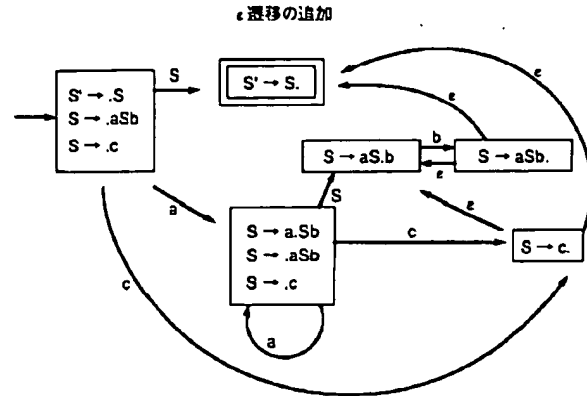 ε遷移の追加
S' → .S
S → .aSb
S → .c
S
S' → S.
ε
ε
S → aS.b
b
ε
S → aSb.
a
S
S → a.Sb
S → .aSb
S → .c
c
ε
S → c.
c
a